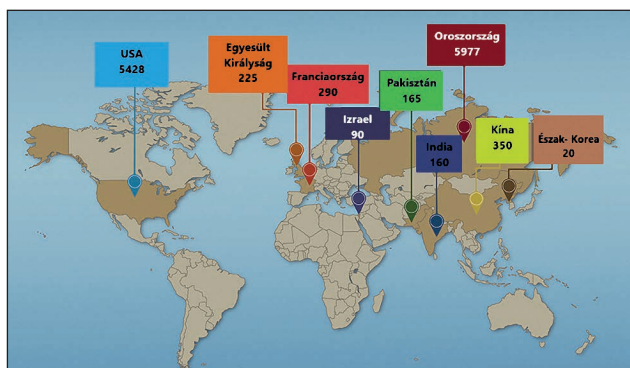 USA
5428
Egyesült
Királyság
225
Franciaország
290
Izrael
90
Pakisztán
165
Oroszország
5977
India
160
Kína
350
Észak- Korea
20